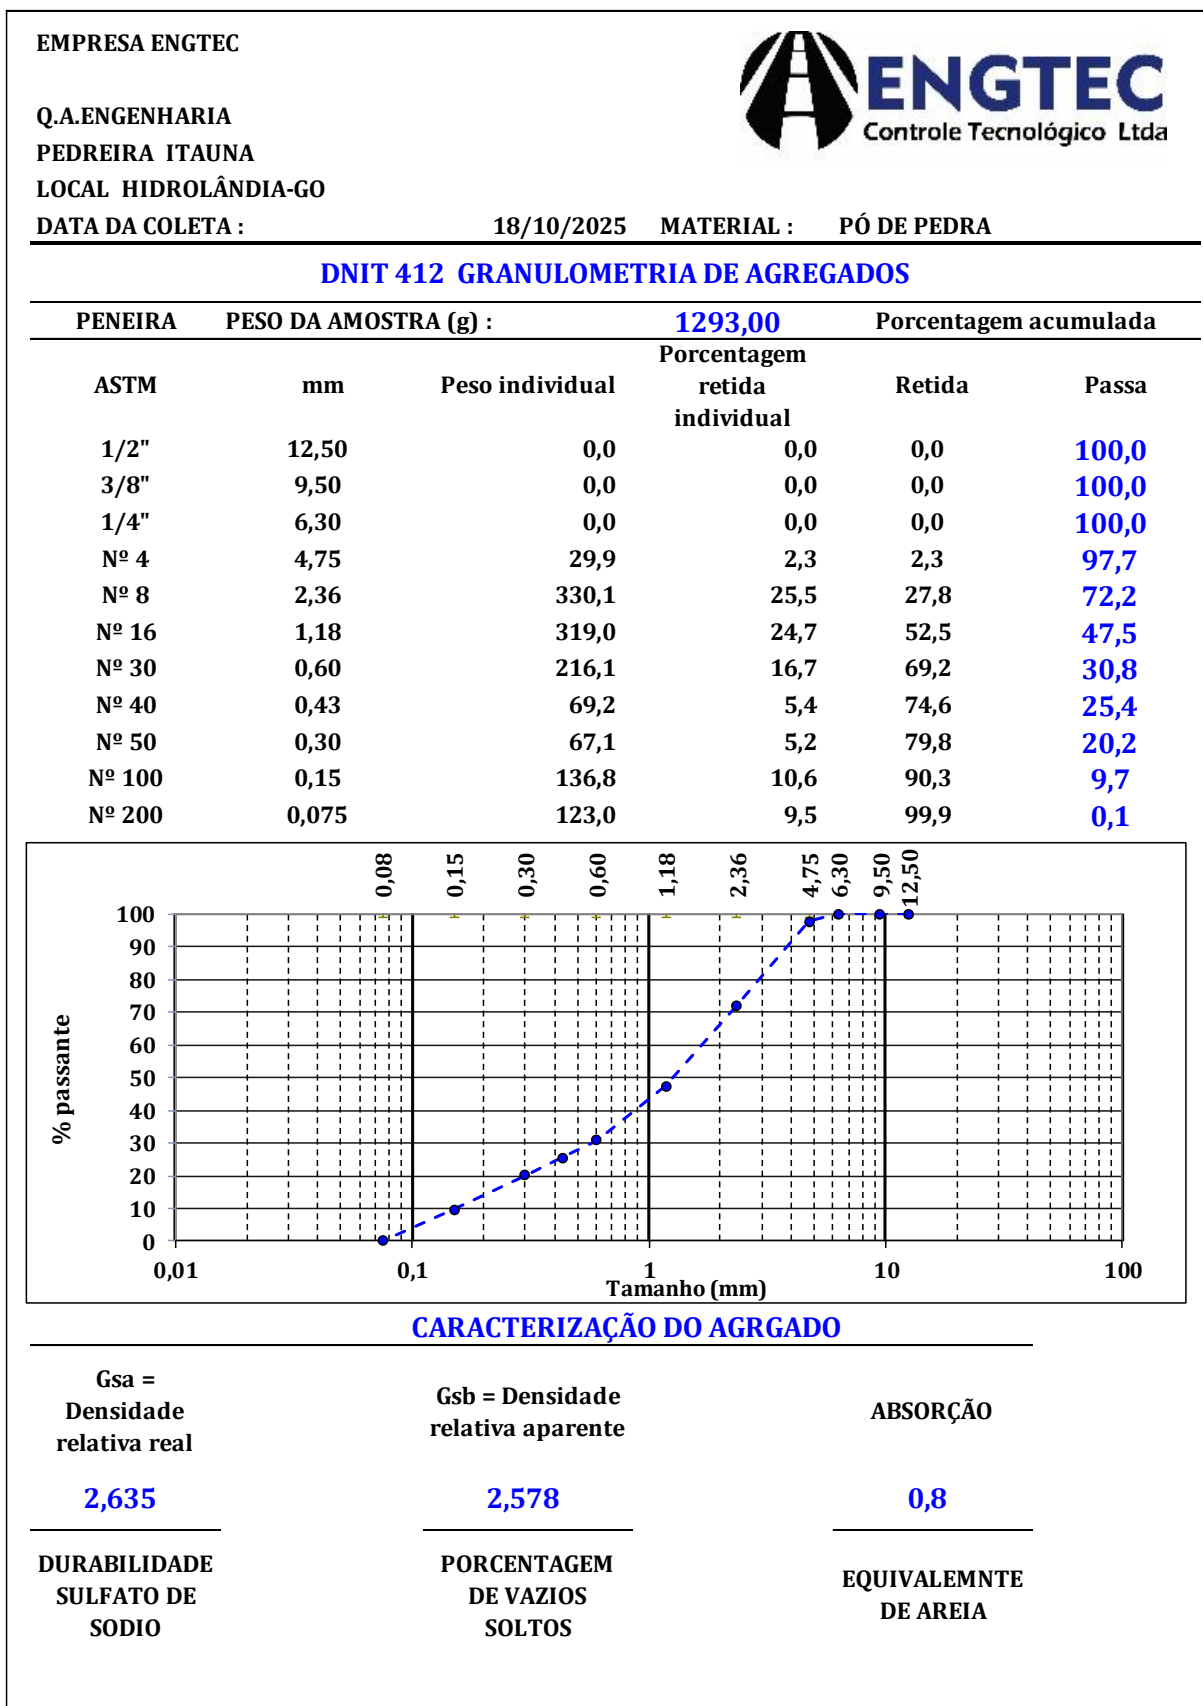 EMPRESA ENGTEC
ENGTEC
Controle Tecnológico Ltda
Q.A.ENGENHARIA
PEDREIRA ITAUNA
LOCAL HIDROLÂNDIA-GO
DATA DA COLETA : 18/10/2025 MATERIAL : PÓ DE PEDRA
DNIT 412 GRANULOMETRIA DE AGREGADOS
PENEIRA PESO DA AMOSTRA (g) : 1293,00 Porcentagem acumulada
ASTM mm Peso individual Porcentagem retida individual Retida Passa
1/2" 12,50 0,0 0,0 0,0 100,0
3/8" 9,50 0,0 0,0 0,0 100,0
1/4" 6,30 0,0 0,0 0,0 100,0
Nº 4 4,75 29,9 2,3 2,3 97,7
Nº 8 2,36 330,1 25,5 27,8 72,2
Nº 16 1,18 319,0 24,7 52,5 47,5
Nº 30 0,60 216,1 16,7 69,2 30,8
Nº 40 0,43 69,2 5,4 74,6 25,4
Nº 50 0,30 67,1 5,2 79,8 20,2
Nº 100 0,15 136,8 10,6 90,3 9,7
Nº 200 0,075 123,0 9,5 99,9 0,1
0,08 0,15 0,30 0,60 1,18 2,36 4,75 6,30 9,50 12,50
100
90
80
70
60
50
40
30
20
10
0
% passante
0,01 0,1 1 10 100
Tamanho (mm)
CARACTERIZAÇÃO DO AGRGADO
Gsa =
Densidade
relativa real
Gsb = Densidade
relativa aparente
ABSORÇÃO
2,635 2,578 0,8
DURABILIDADE
SULFATO DE
SODIO
PORCENTAGEM
DE VAZIOS
SOLTOS
EQUIVALEMNTE
DE AREIA